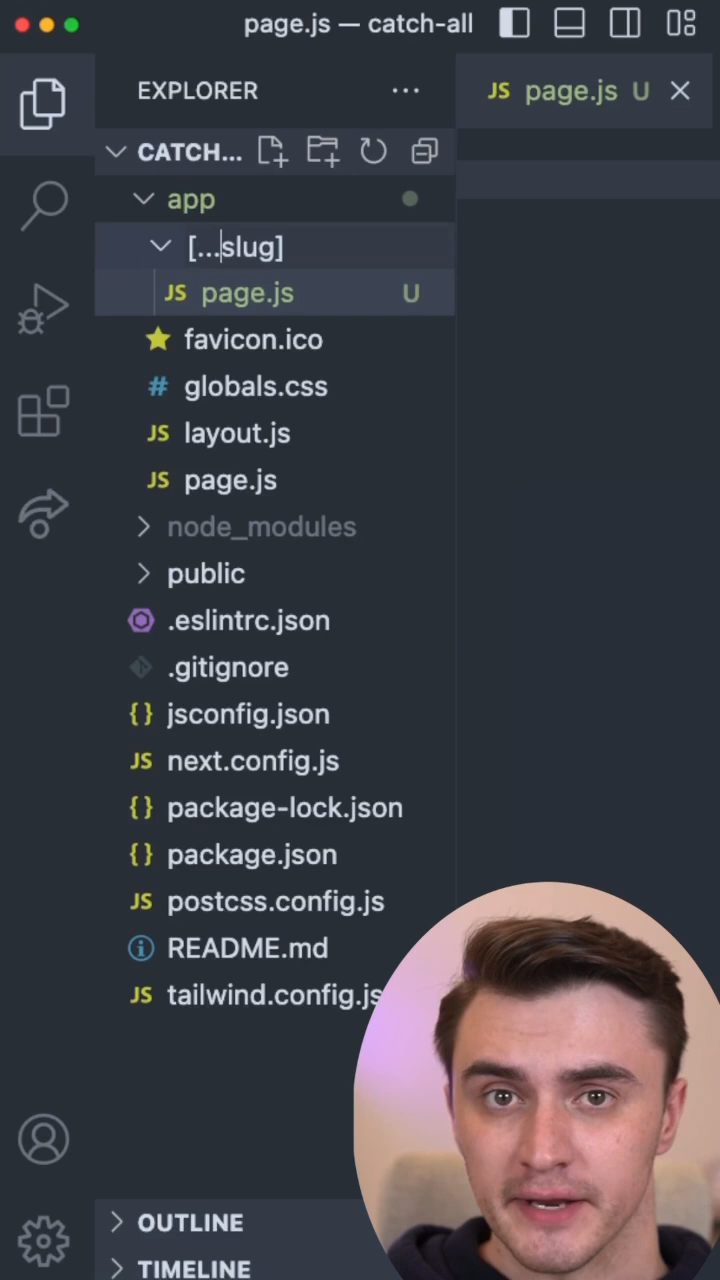 page.js — catch-all
EXPLORER ...
JS page.js U
CATCH...
app
[...slug]
JS page.js U
favicon.ico
# globals.css
JS layout.js
JS page.js
node_modules
public
.eslintrc.json
.gitignore
{} jsconfig.json
JS next.config.js
{} package-lock.json
{} package.json
JS postcss.config.js
README.md
JS tailwind.config.js
OUTLINE
TIMELINE